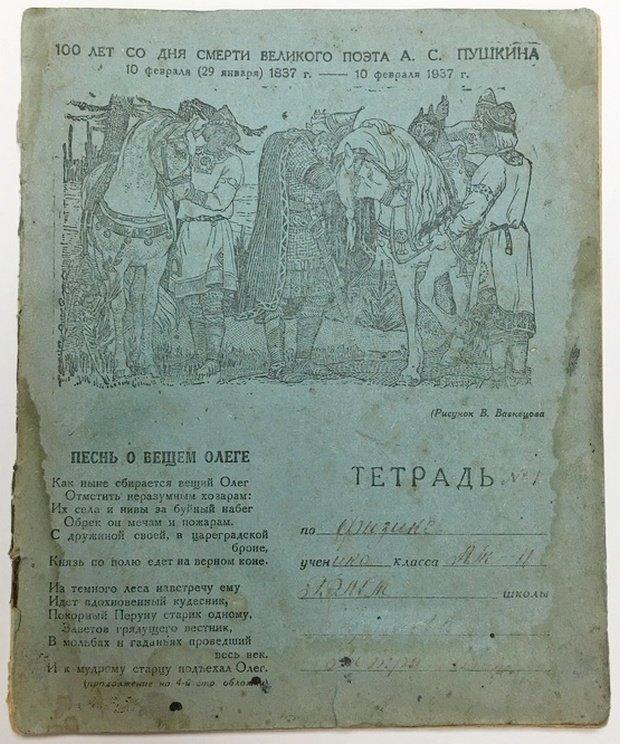 100 ЛЕТ СО ДНЯ СМЕРТИ ВЕЛИКОГО ПОЭТА А. С. ПУШКИНА
10 февраля (29 января) 1837 г. —— 10 февраля 1937 г.
(Рисунок В. Васнецова
ПЕСНЬ О ВЕЩЕМ ОЛЕГЕ
Как ныне сбирается вещий Олег
Отмстить неразумным хозарам:
Их села и нивы за буйный набег
Обрек он мечам и пожарам.
С дружиной своей, в цареградской
броне,
Князь по полю едет на верном коне.
Из темного леса навстречу ему
Идет вдохновенный кудесник,
Покорный Перуну старик одному,
Заветов грядущего вестник,
В мольбах и гаданьях проведший
весь век.
И к мудрому старцу подъехал Олег.
(продолжение на 4-й стр. обложки)
ТЕТРАДЬ №1
по физике
учен класса
школы